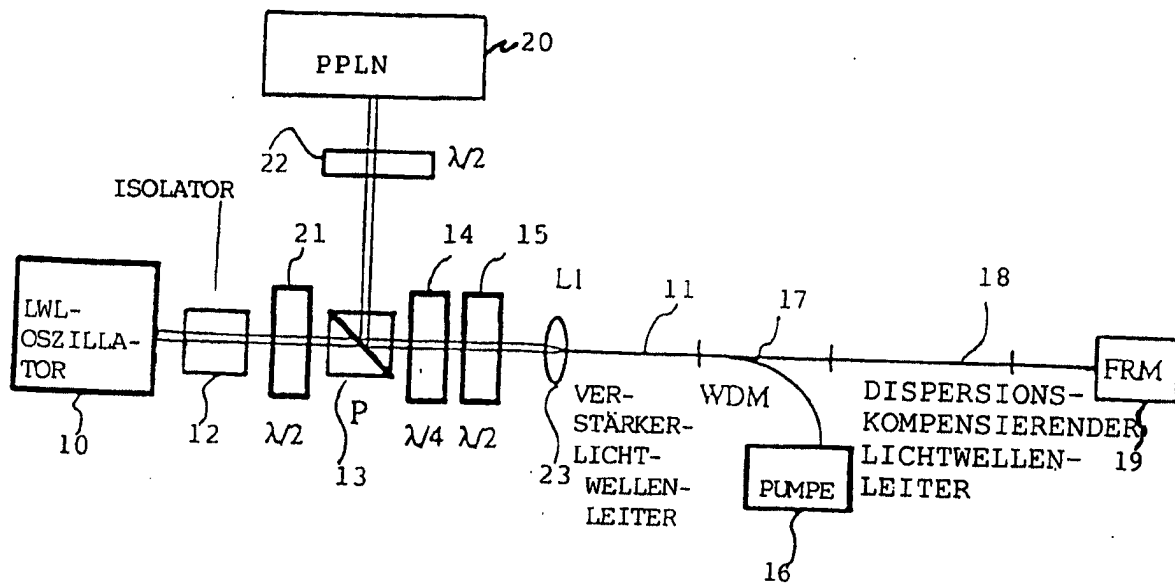 20
PPLN
22
λ/2
ISOLATOR
21
14
15
L1
11
17
18
LWL-
OSZILLA-
TOR
FRM
10
12
λ/2
P
13
λ/4
λ/2
23
VER-
STÄRKER-
LICHT-
WELLEN-
LEITER
WDM
PUMPE
16
DISPERSIONS-
KOMPENSIERENDER
LICHTWELLEN-
LEITER
19